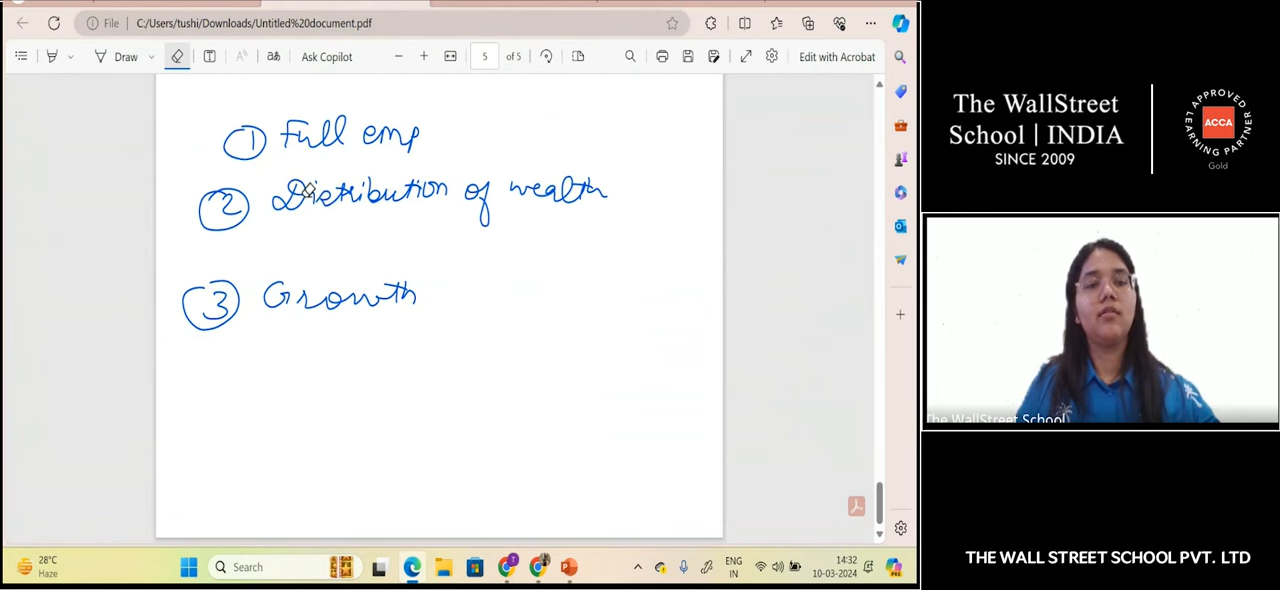 File
C:/Users/tushi/Downloads/Untitled%20document.pdf
Draw
Ask Copilot
5 of 5
Edit with Acrobat
① Full emp
② Distribution of wealth
③ Growth
28°C
Haze
Search
ENG
IN
14:32
10-03-2024
The WallStreet
School | INDIA
SINCE 2009
APPROVED
LEARNING PARTNER
ACCA
Gold
The WallStreet School
THE WALL STREET SCHOOL PVT. LTD